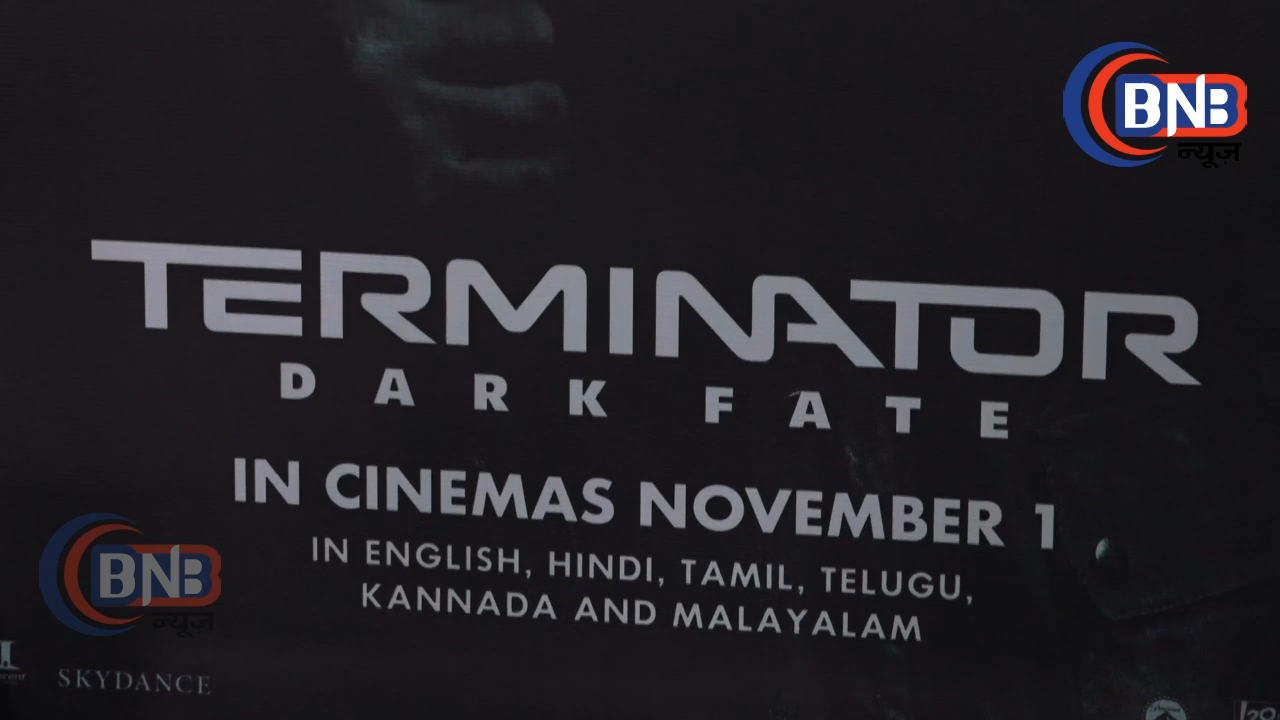 BNB
न्यूज़
TERMINATOR
DARK FATE
IN CINEMAS NOVEMBER 1
IN ENGLISH, HINDI, TAMIL, TELUGU,
KANNADA AND MALAYALAM
BNB
न्यूज़
SKYDANCE